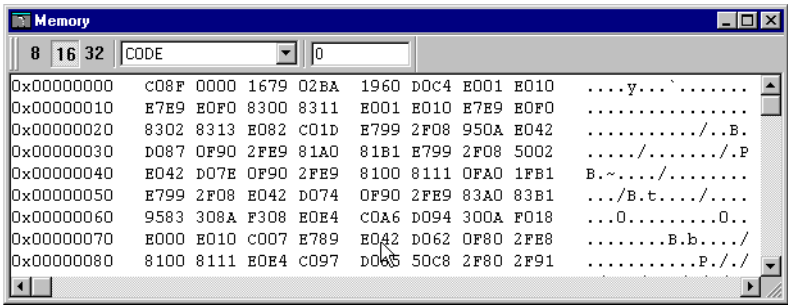 Memory
8 16 32 CODE 0
0x00000000 C08F 0000 1679 02BA 1960 D0C4 E001 E010 ....y...`.......
0x00000010 E7E9 E0F0 8300 8311 E001 E010 E7E9 E0F0 ................
0x00000020 8302 8313 E082 C01D E799 2F08 950A E042 .........../..B.
0x00000030 D087 0F90 2FE9 81A0 81B1 E799 2F08 5002 ...../......./.P
0x00000040 E042 D07E 0F90 2FE9 8100 8111 0FA0 1FB1 B.~..../........
0x00000050 E799 2F08 E042 D074 0F90 2FE9 83A0 83B1 .../B.t..../....
0x00000060 9583 308A F308 E0E4 C0A6 D094 300A F018 ...0.........0..
0x00000070 E000 E010 C007 E789 E042 D062 0F80 2FE8 ........B.b..../
0x00000080 8100 8111 E0E4 C097 50C8 2F80 2F91 ...........P././